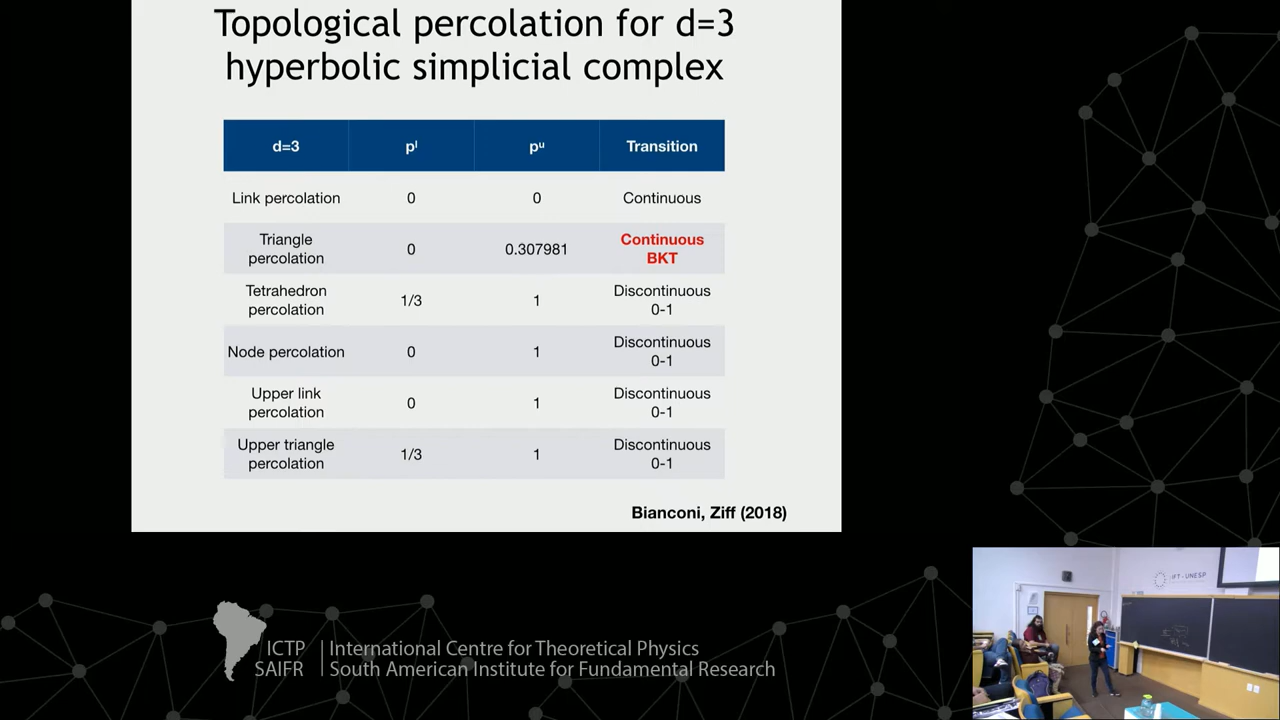 Topological percolation for d=3
hyperbolic simplicial complex
d=3 pˡ pᵘ Transition
Link percolation 0 0 Continuous
Triangle percolation 0 0.307981 Continuous BKT
Tetrahedron percolation 1/3 1 Discontinuous 0-1
Node percolation 0 1 Discontinuous 0-1
Upper link percolation 0 1 Discontinuous 0-1
Upper triangle percolation 1/3 1 Discontinuous 0-1
Bianconi, Ziff (2018)
ICTP International Centre for Theoretical Physics
SAIFR South American Institute for Fundamental Research
IFT - UNESP